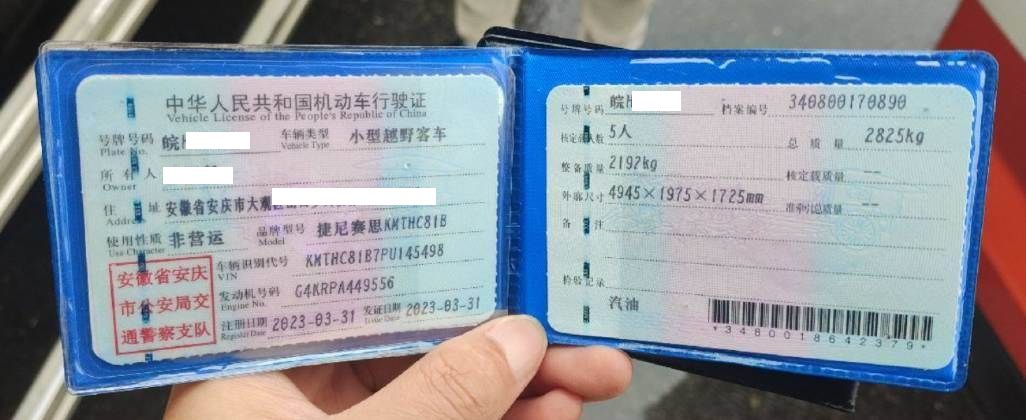 中华人民共和国机动车行驶证
Vehicle License of the People's Republic of China
号牌号码 皖 车辆类型 小型越野客车
Plate No. Vehicle Type
所有人
Owner
住址 安徽省安庆市大观
Address
使用性质 非营运 品牌型号 捷尼赛思KMTHC81B
Use Character Model
安徽省安庆
市公安局交
通警察支队
车辆识别代号 KMTHC81B7PU145498
VIN
发动机号码 G4KRPA449556
Engine No.
注册日期 2023-03-31 发证日期 2023-03-31
Register Date Issue Date
号牌号码 皖 档案编号 340800170890
核定载人数 5人 总质量 2825kg
整备质量 2192kg 核定载质量 --
外廓尺寸 4945×1975×1725mm 准牵引总质量 --
备注
检验记录
汽油
*3480018642379*